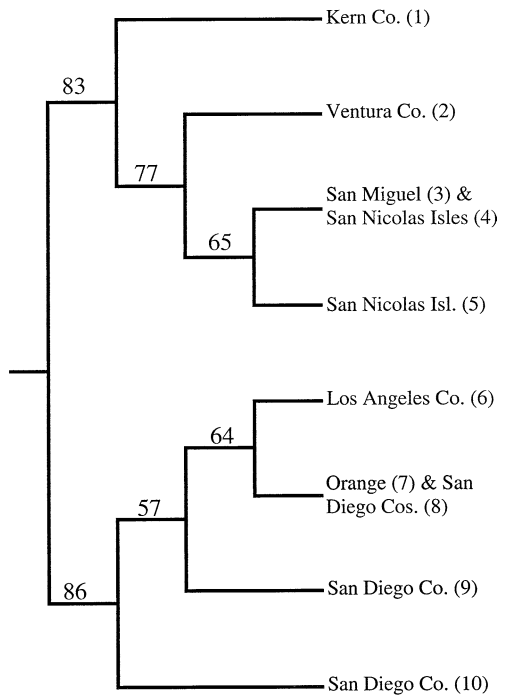 Kern Co. (1)
83
Ventura Co. (2)
77
San Miguel (3) &
San Nicolas Isles (4)
65
San Nicolas Isl. (5)
Los Angeles Co. (6)
64
Orange (7) & San
Diego Cos. (8)
57
San Diego Co. (9)
86
San Diego Co. (10)